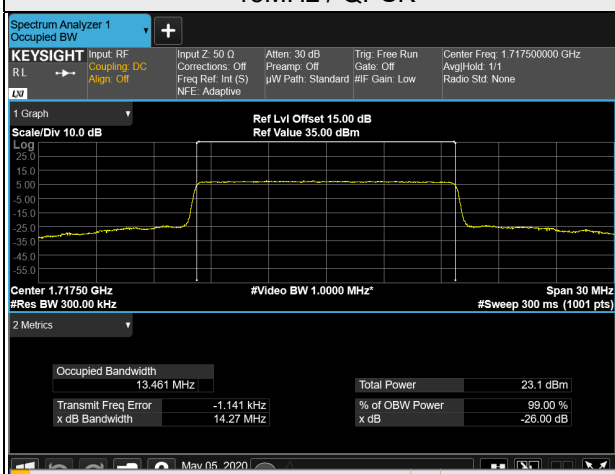 Spectrum Analyzer 1
Occupied BW
KEYSIGHT Input: RF Input Z: 50 Ω Atten: 30 dB Trig: Free Run Center Freq: 1.717500000 GHz
RL Coupling: DC Corrections: Off Preamp: Off Gate: Off Avg|Hold: 1/1
Align: Off Freq Ref: Int (S) µW Path: Standard #IF Gain: Low Radio Std: None
LXI NFE: Adaptive
1 Graph Ref Lvl Offset 15.00 dB
Scale/Div 10.0 dB Ref Value 35.00 dBm
Log
25.0
15.0
5.00
-5.00
-15.0
-25.0
-35.0
-45.0
-55.0
Center 1.71750 GHz #Video BW 1.0000 MHz* Span 30 MHz
#Res BW 300.00 kHz #Sweep 300 ms (1001 pts)
2 Metrics
Occupied Bandwidth
13.461 MHz Total Power 23.1 dBm
Transmit Freq Error -1.141 kHz % of OBW Power 99.00 %
x dB Bandwidth 14.27 MHz x dB -26.00 dB
May 05, 2020